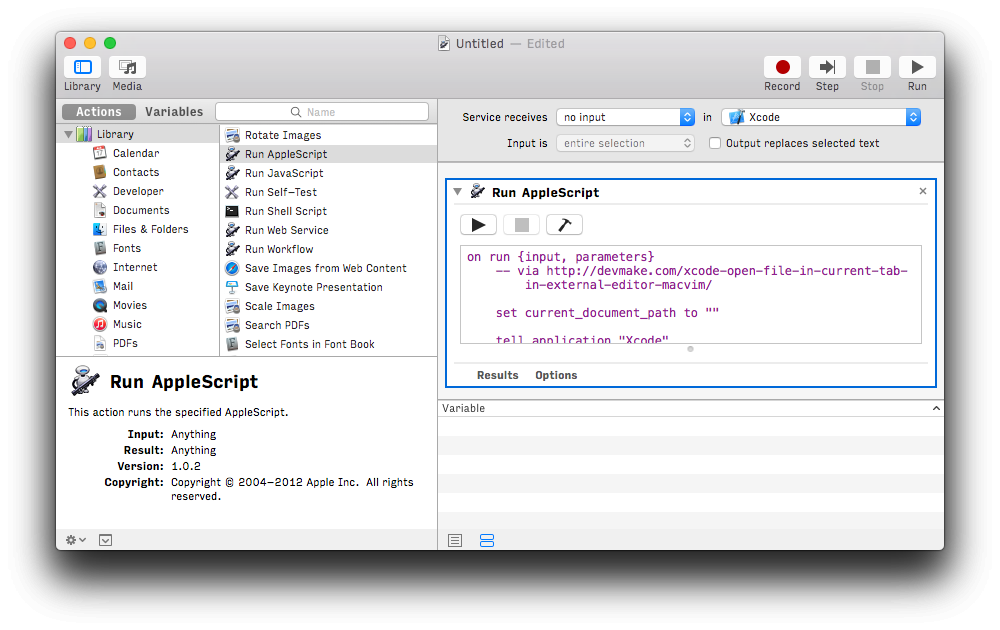 Untitled — Edited
Library
Media
Record
Step
Stop
Run
Actions
Variables
Name
Service receives
no input
in
Xcode
Input is
entire selection
Output replaces selected text
Library
Calendar
Contacts
Developer
Documents
Files & Folders
Fonts
Internet
Mail
Movies
Music
PDFs
Rotate Images
Run AppleScript
Run JavaScript
Run Self-Test
Run Shell Script
Run Web Service
Run Workflow
Save Images from Web Content
Save Keynote Presentation
Scale Images
Search PDFs
Select Fonts in Font Book
Run AppleScript
on run {input, parameters}
-- via http://devmake.com/xcode-open-file-in-current-tab-
in-external-editor-macvim/
set current_document_path to ""
tell application "Xcode"
Results
Options
Run AppleScript
This action runs the specified AppleScript.
Input: Anything
Result: Anything
Version: 1.0.2
Copyright: Copyright © 2004–2012 Apple Inc. All rights
reserved.
Variable